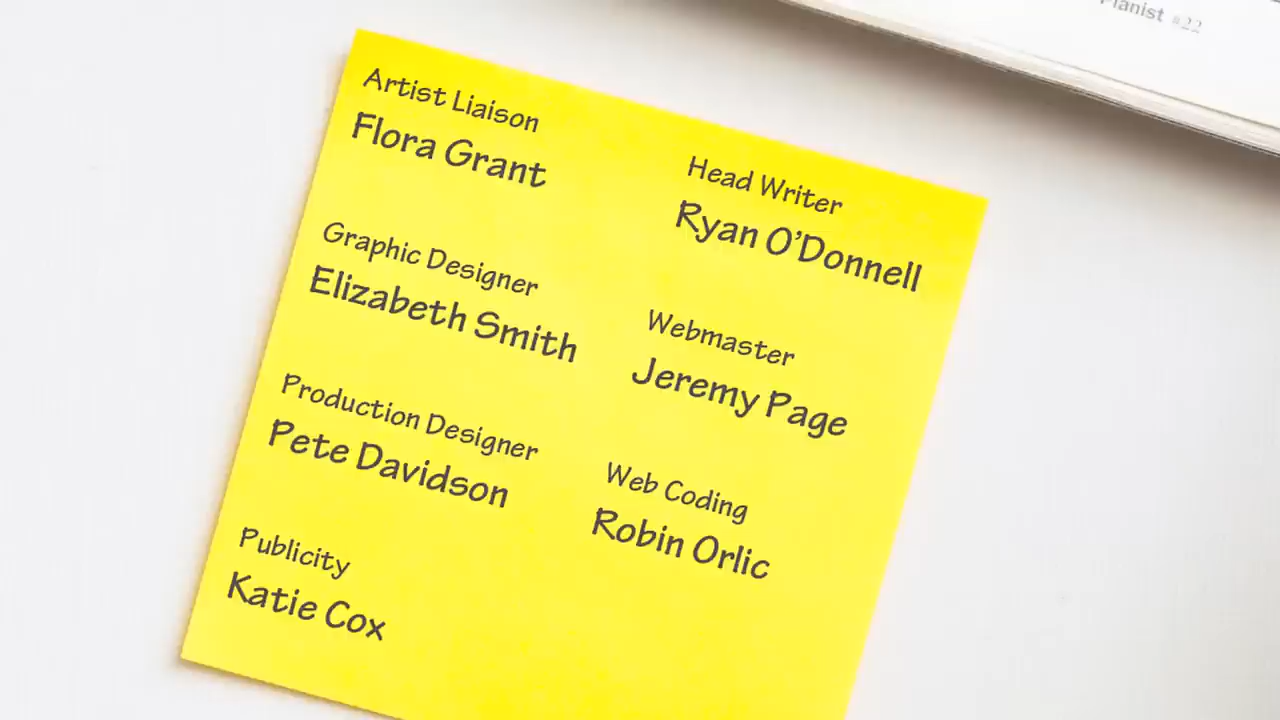 Pianist #22
Artist Liaison
Flora Grant
Graphic Designer
Elizabeth Smith
Production Designer
Pete Davidson
Publicity
Katie Cox
Head Writer
Ryan O’Donnell
Webmaster
Jeremy Page
Web Coding
Robin Orlic